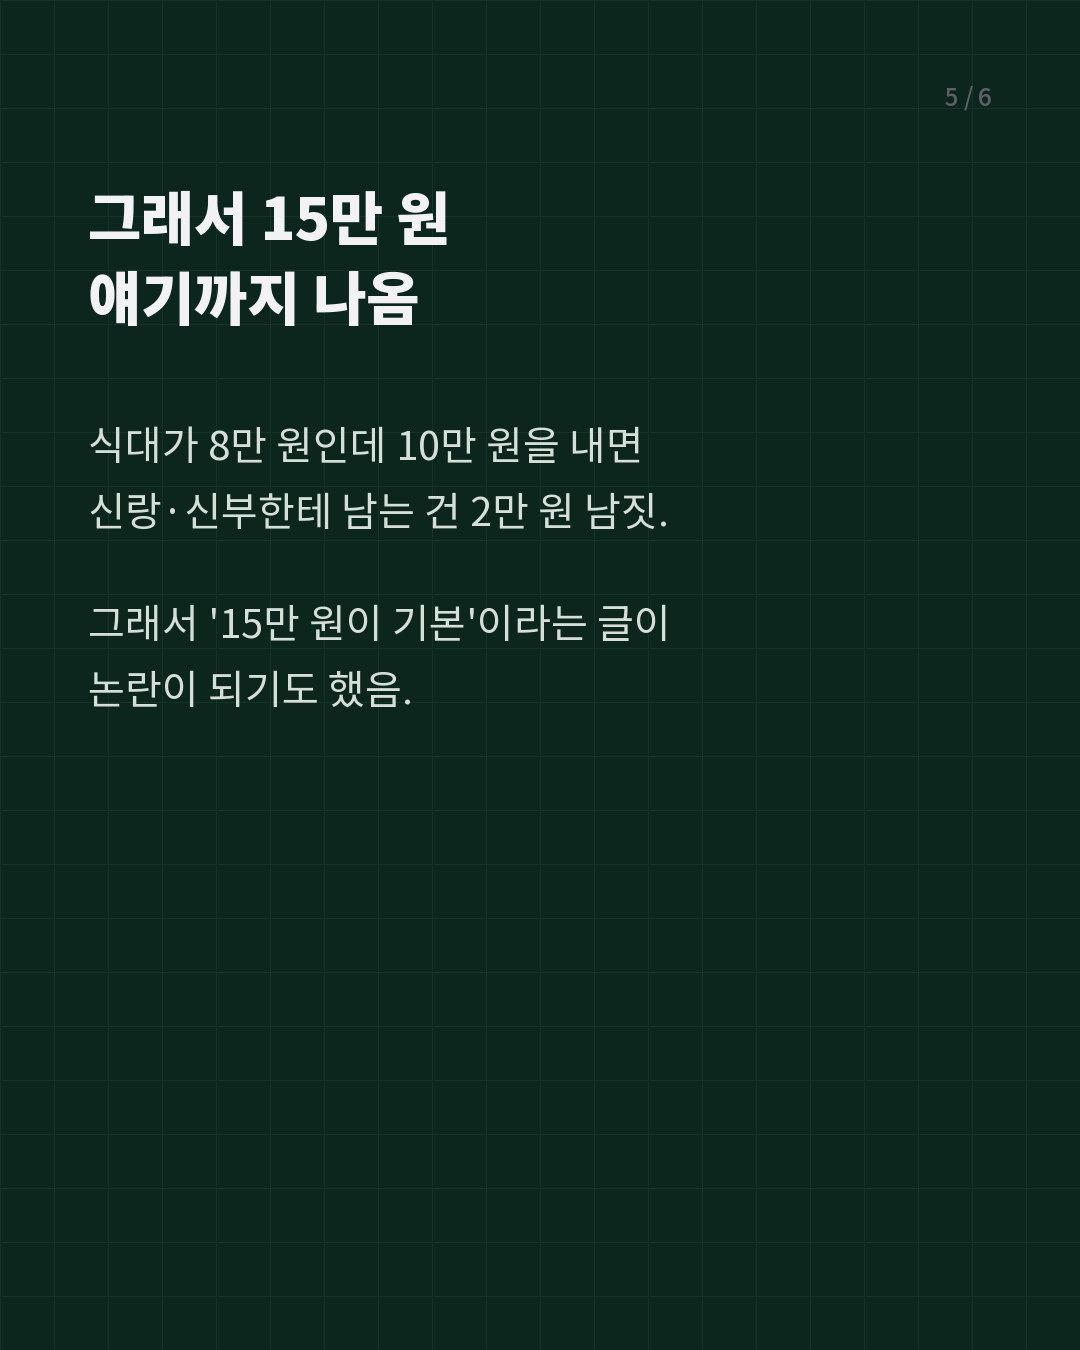 5 / 6
그래서 15만 원
얘기까지 나옴
식대가 8만 원인데 10만 원을 내면
신랑·신부한테 남는 건 2만 원 남짓.
그래서 '15만 원이 기본'이라는 글이
논란이 되기도 했음.